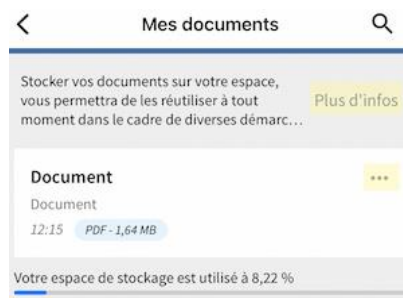 Mes documents
Stocker vos documents sur votre espace,
vous permettra de les réutiliser à tout
moment dans le cadre de diverses démarc...
Plus d'infos
Document
Document
12:15 PDF - 1,64 MB
Votre espace de stockage est utilisé à 8,22 %